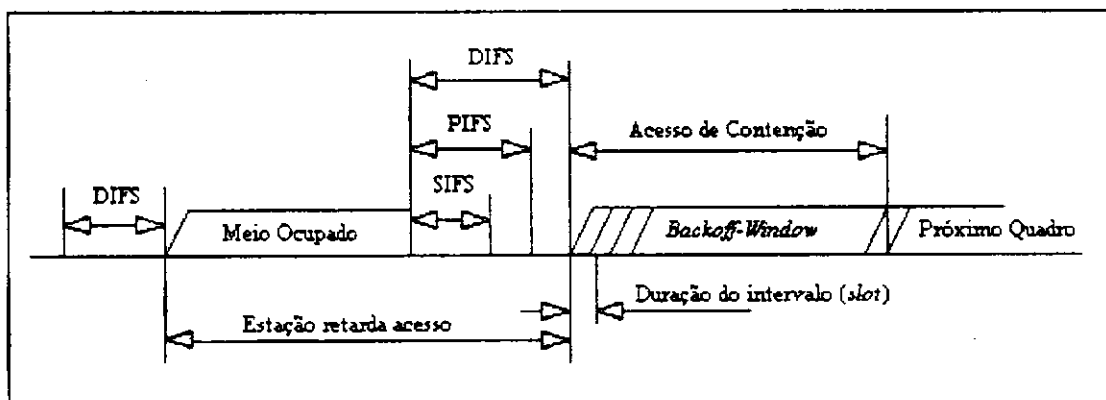 DIFS
PIFS
Acesso de Contenção
DIFS
SIFS
Meio Ocupado
Backoff-Window
Próximo Quadro
Duração do intervalo (slot)
Estação retarda acesso